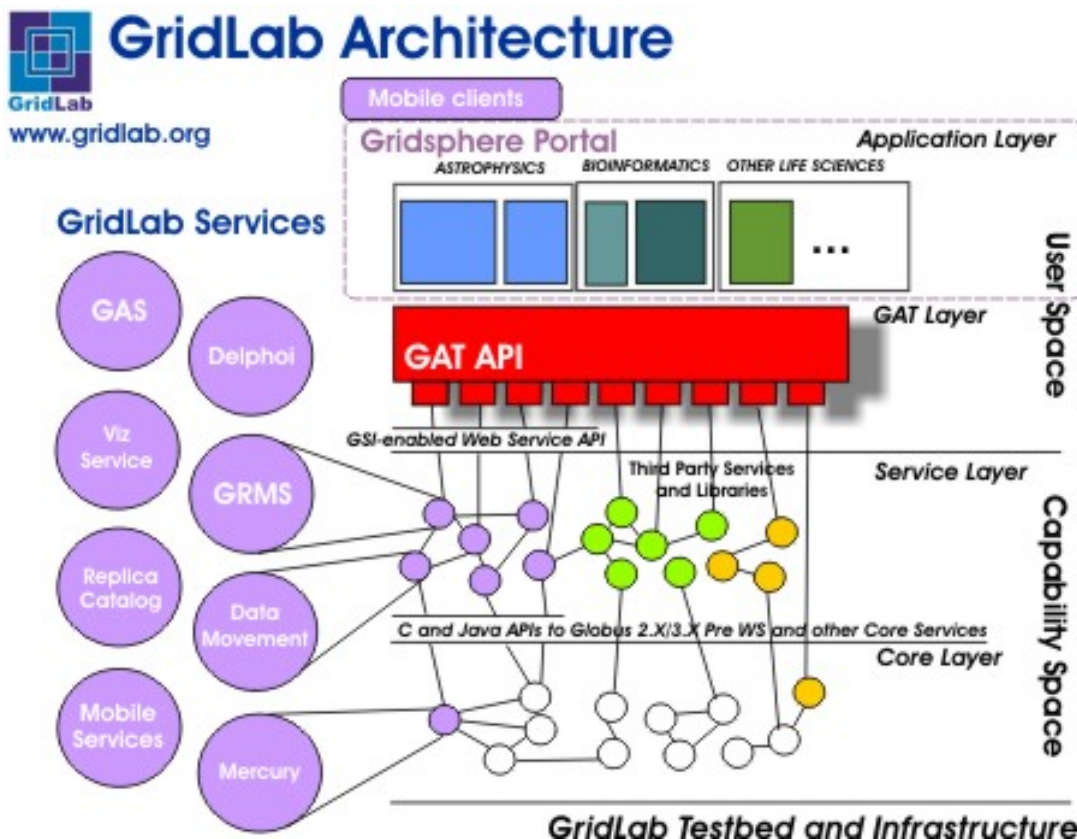 GridLab Architecture
GridLab
www.gridlab.org
Mobile clients
Gridsphere Portal
Application Layer
ASTROPHYSICS
BIOINFORMATICS
OTHER LIFE SCIENCES
...
GridLab Services
GAS
Delphoi
Viz
Service
GRMS
Replica
Catalog
Data
Movement
Mobile
Services
Mercury
GAT Layer
GAT API
User Space
GSI-enabled Web Service API
Service Layer
Third Party Services
and Libraries
C and Java APIs to Globus 2.X/3.X Pre WS and other Core Services
Core Layer
Capability Space
GridLab Testbed and Infrastructure